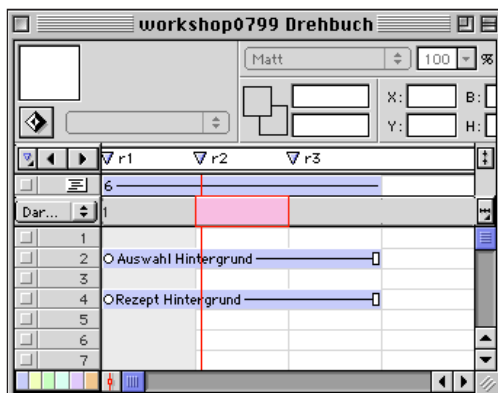 workshop0799 Drehbuch
Matt 100 %
X: B:
Y: H:
r1 r2 r3
6
Dar... 1
1
2 Auswahl Hintergrund
3
4 Rezept Hintergrund
5
6
7